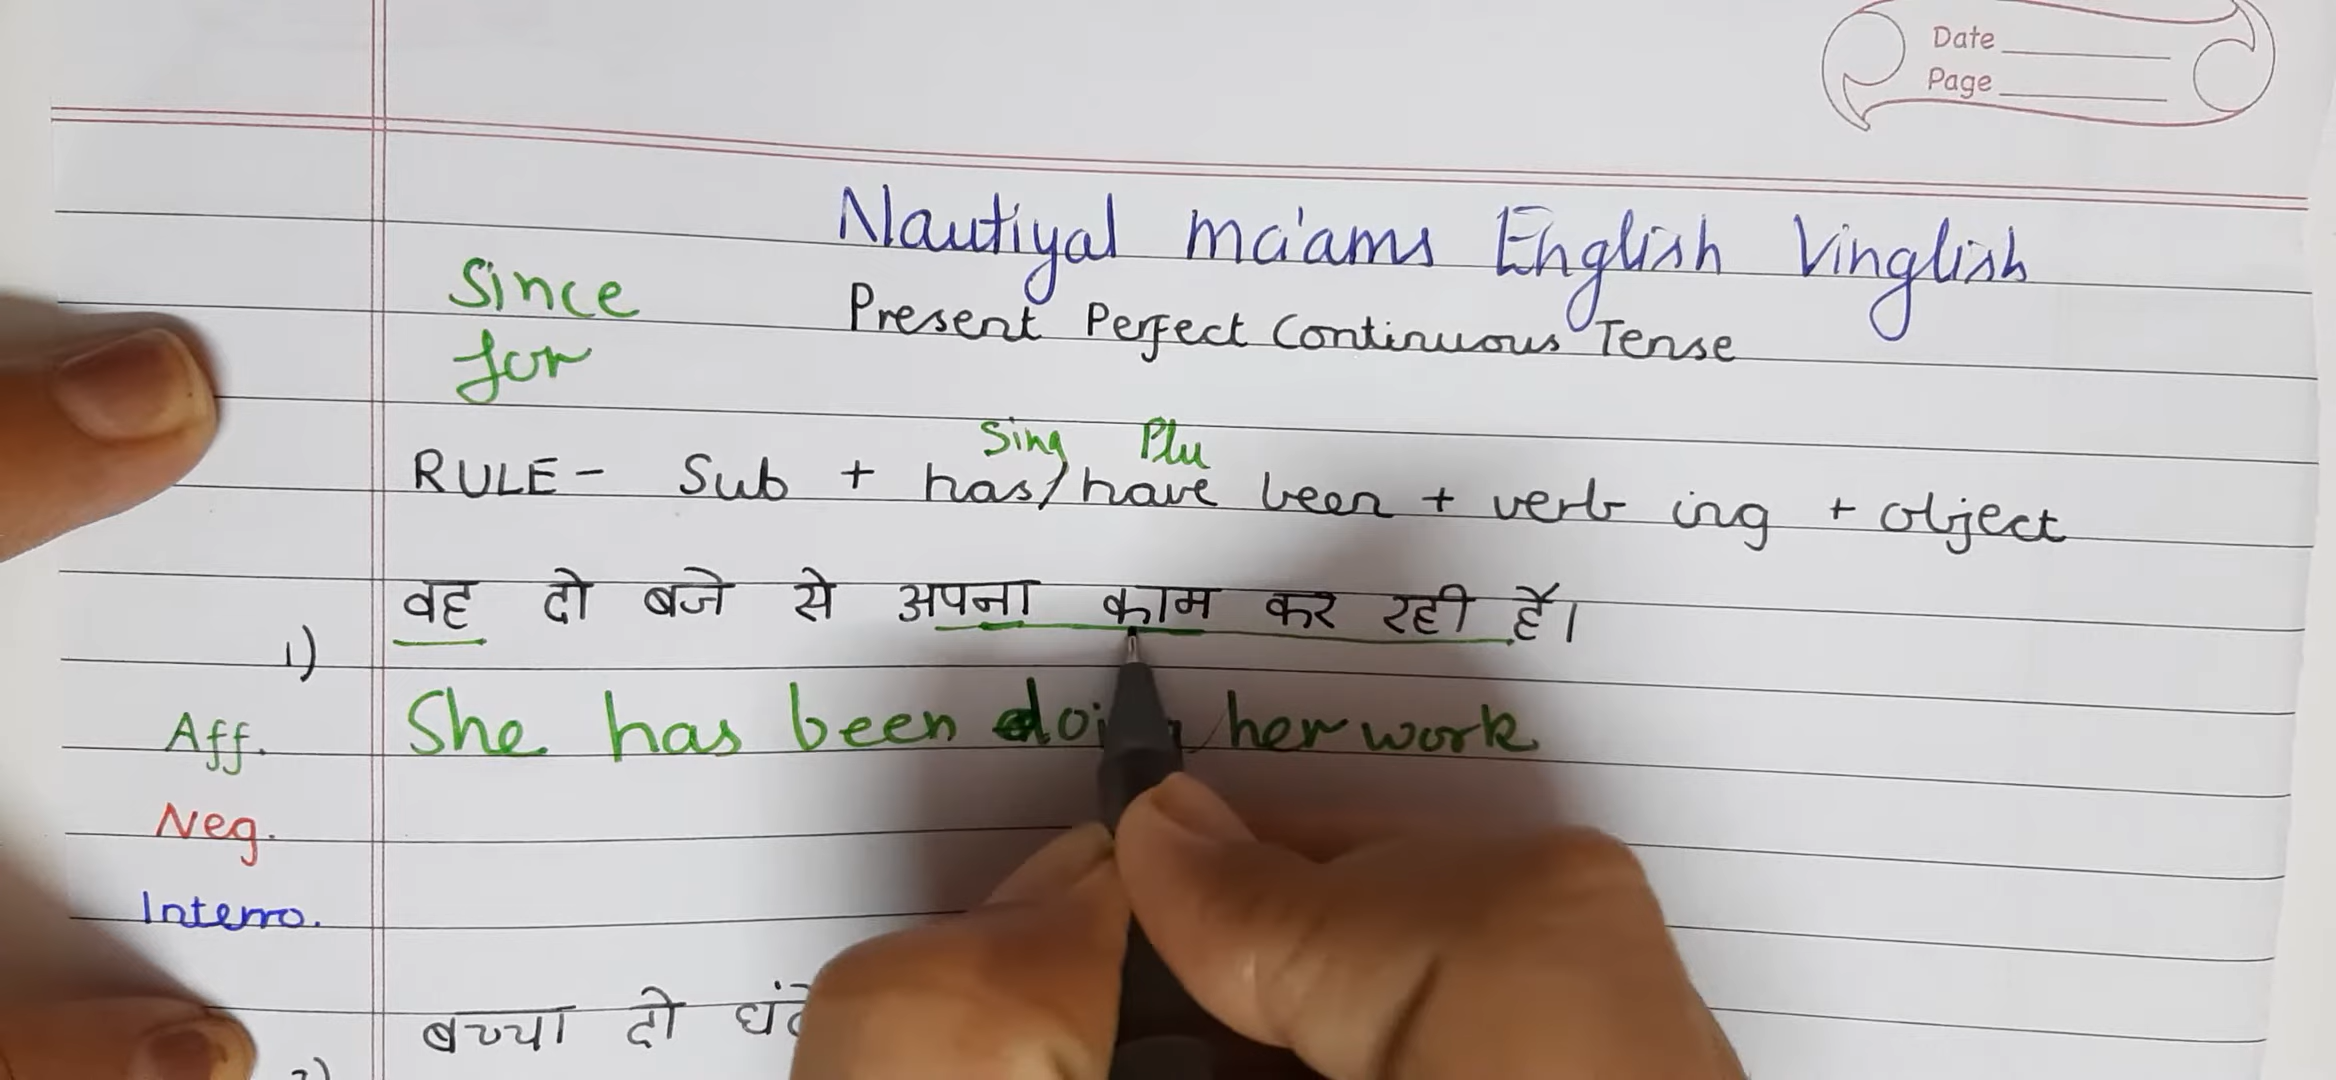 Date
Page
Nautiyal ma'ams English Vinglish
Since
Present Perfect Continuous Tense
for
Sing Plu
RULE - Sub + has/have been + verb ing + object
वह दो बजे से अपना काम कर रही हैं।
1)
Aff. She has been her work
Neg.
Interro.
बच्चा दो